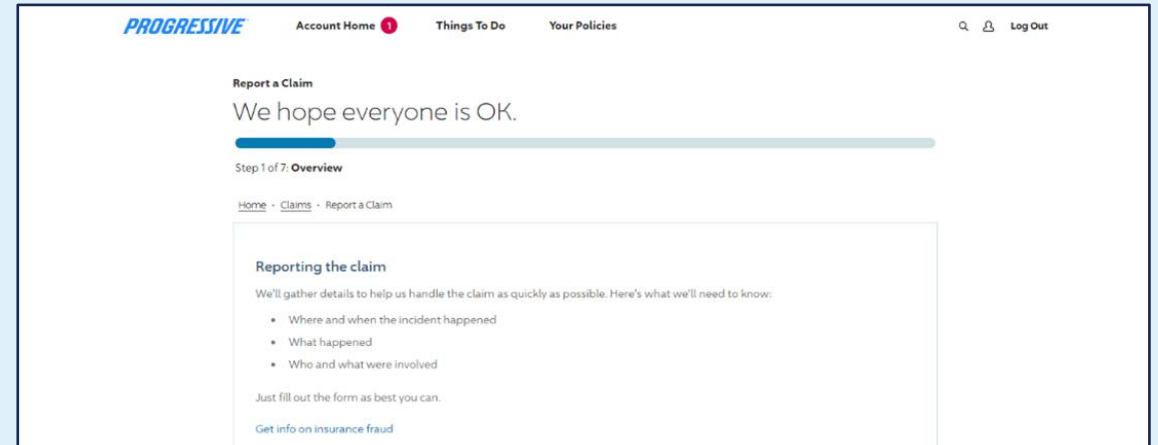 PROGRESSIVE Account Home 1 Things To Do Your Policies Log Out
Report a Claim
We hope everyone is OK.
Step 1 of 7: Overview
Home - Claims - Report a Claim
Reporting the claim
We'll gather details to help us handle the claim as quickly as possible. Here's what we'll need to know:
• Where and when the incident happened
• What happened
• Who and what were involved
Just fill out the form as best you can.
Get info on insurance fraud